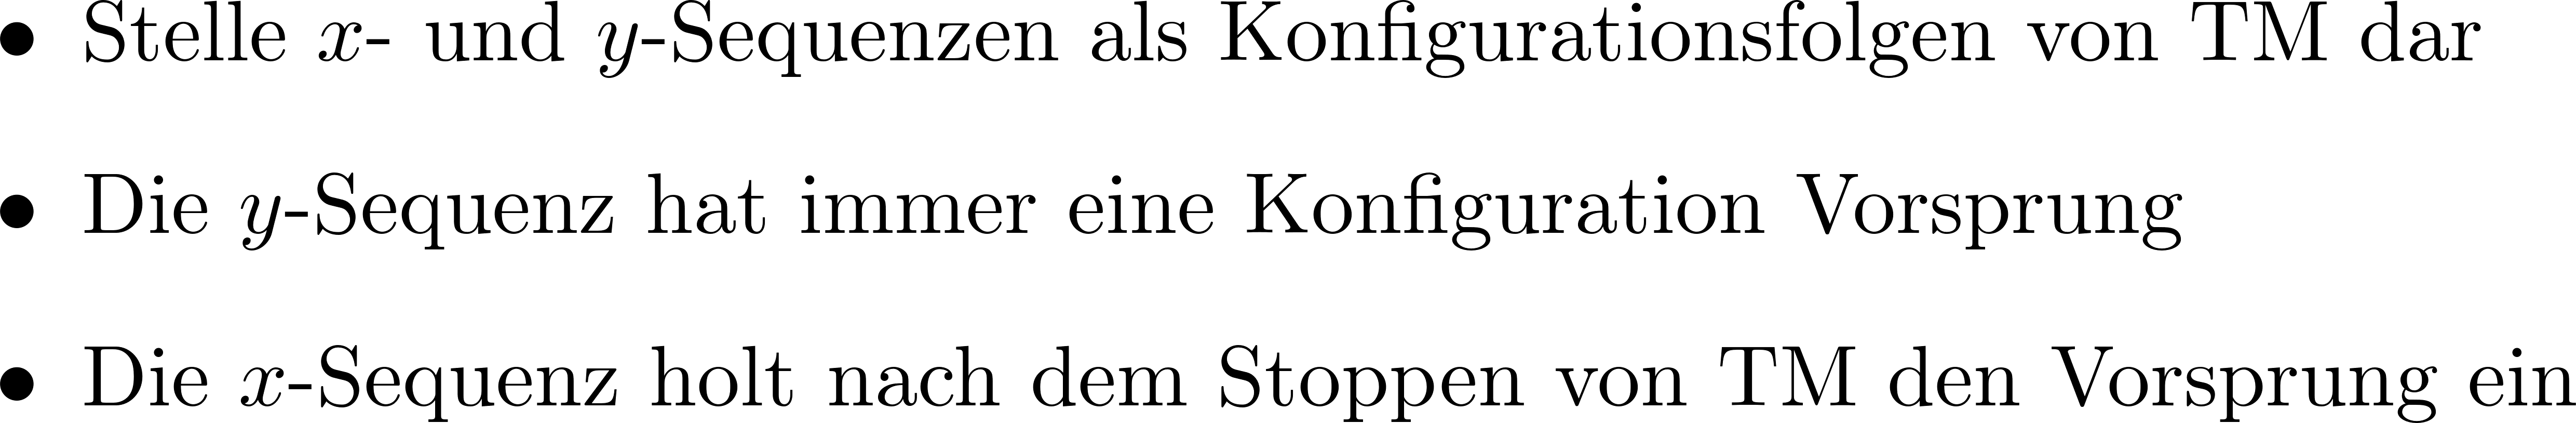 • Stelle x- und y-Sequenzen als Konfigurationsfolgen von TM dar
• Die y-Sequenz hat immer eine Konfiguration Vorsprung
• Die x-Sequenz holt nach dem Stoppen von TM den Vorsprung ein